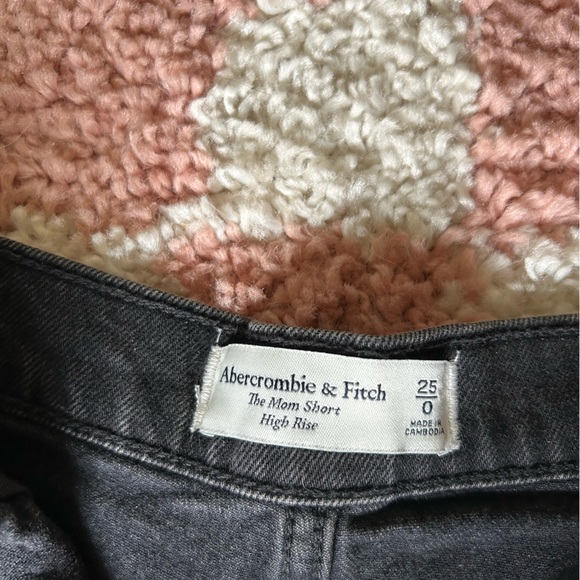 Abercrombie & Fitch
The Mom Short
High Rise
25
0
MADE IN
CAMBODIA